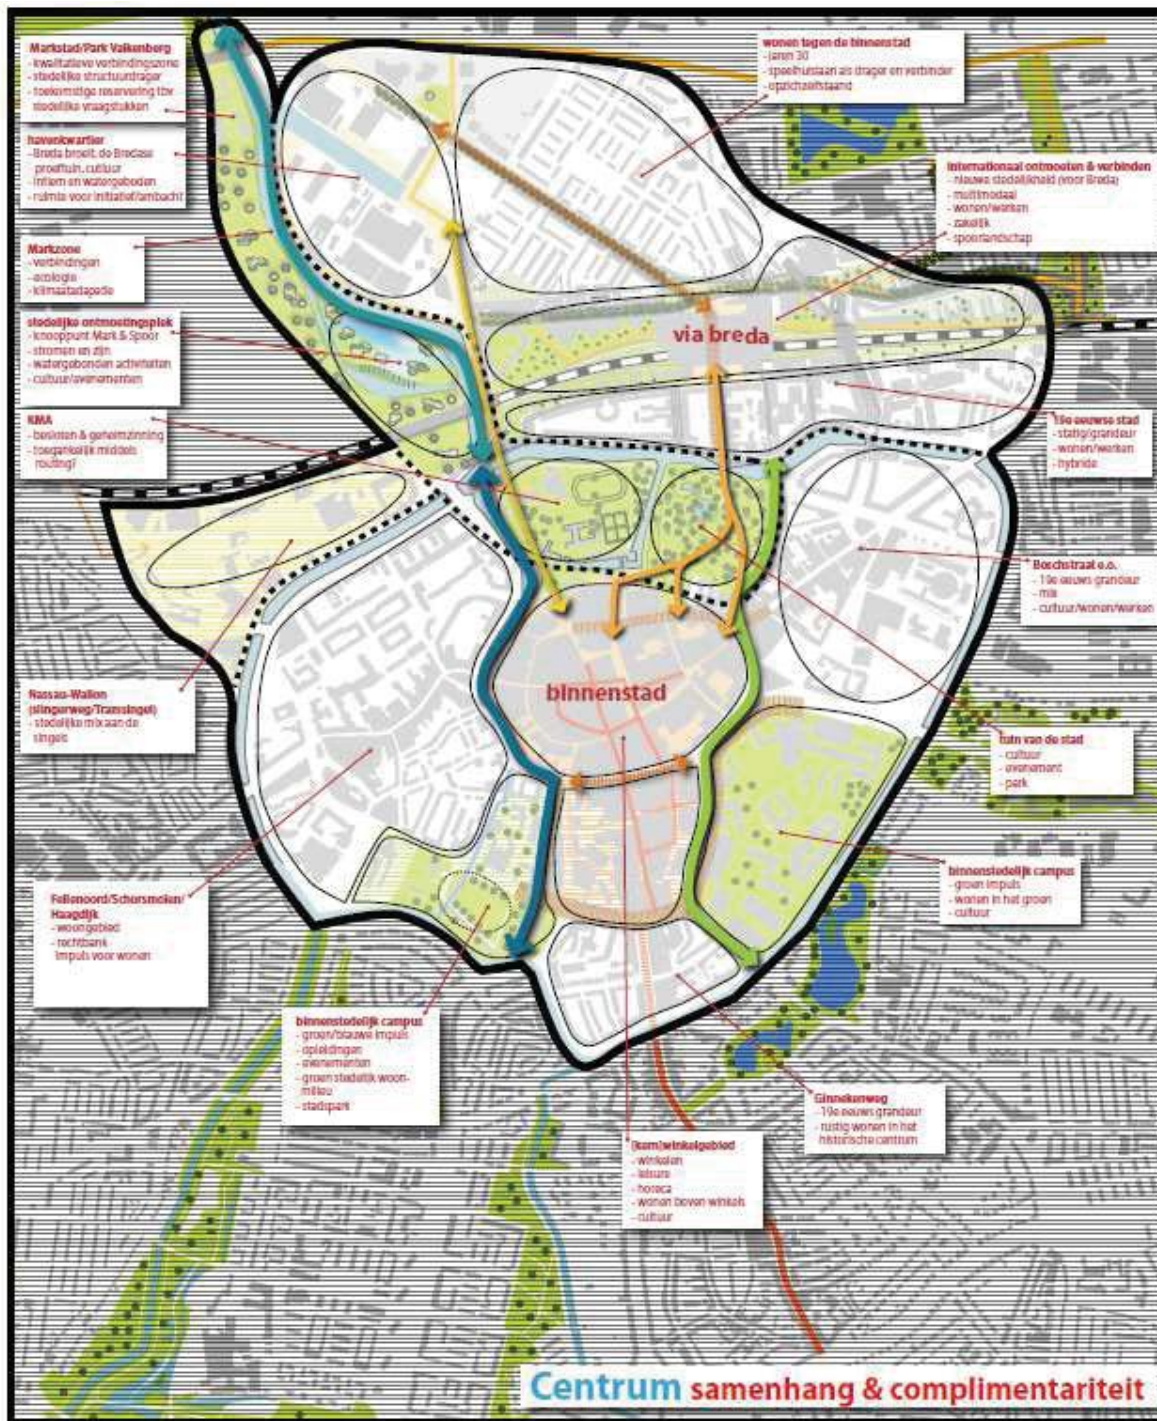 Markstad/Park Valkenberg
- kwalitatieve verbindingszone
- stedelijke structuurdrager
- toekomstige reservering tbv
stedelijke vraagstukken
havenkwartier
- Breda broeit, de Bredase
proeftuin, cultuur
- intiem en watergeboden
- ruimte voor initiatief/ambacht
Markzone
- verbindingen
- ecologie
- klimaatadapedie
stedelijke ontmoetingsplek
- knooppunt Mark & Spoor
- stromen en zijn
- watergebonden activiteiten
- cultuur/evenementen
KMA
- besloten & geheimzinning
- toegankelijk middels
routing?
Nassau-Wallon
(slingerweg/Tramsingel)
- stedelijke mix aan de
singels
Fellenoord/Schorsmolen/
Haagdijk
- woongebied
- rechtbank
impuls voor wonen
binnenstedelijk campus
- groen/blauwe impuls
- opleidingen
- evenementen
- groen stedelijk woon-
milieu
- stadspark
wonen tegen de binnenstad
- jaren 30
- speelhuislaan als drager en verbinder
- opzichzelfstaand
Internationaal ontmoeten & verbinden
- nieuwe stedelijkheid (voor Breda)
- multimodaal
- wonen/werken
- zakelijk
- spoorlandschap
via breda
19e eeuwse stad
- statig/grandeur
- wonen/werken
- hybride
Boschstraat e.o.
- 19e eeuws grandeur
- mix
- cultuur/wonen/werken
binnenstad
tuin van de stad
- cultuur
- evenement
- park
binnenstedelijk campus
- groen impuls
- wonen in het groen
- cultuur
Ginnekenweg
- 19e eeuws grandeur
- rustig wonen in het
historische centrum
(kern)winkelgebied
- winkelen
- leisure
- horeca
- wonen boven winkels
- cultuur
Centrum samenhang & complimentariteit